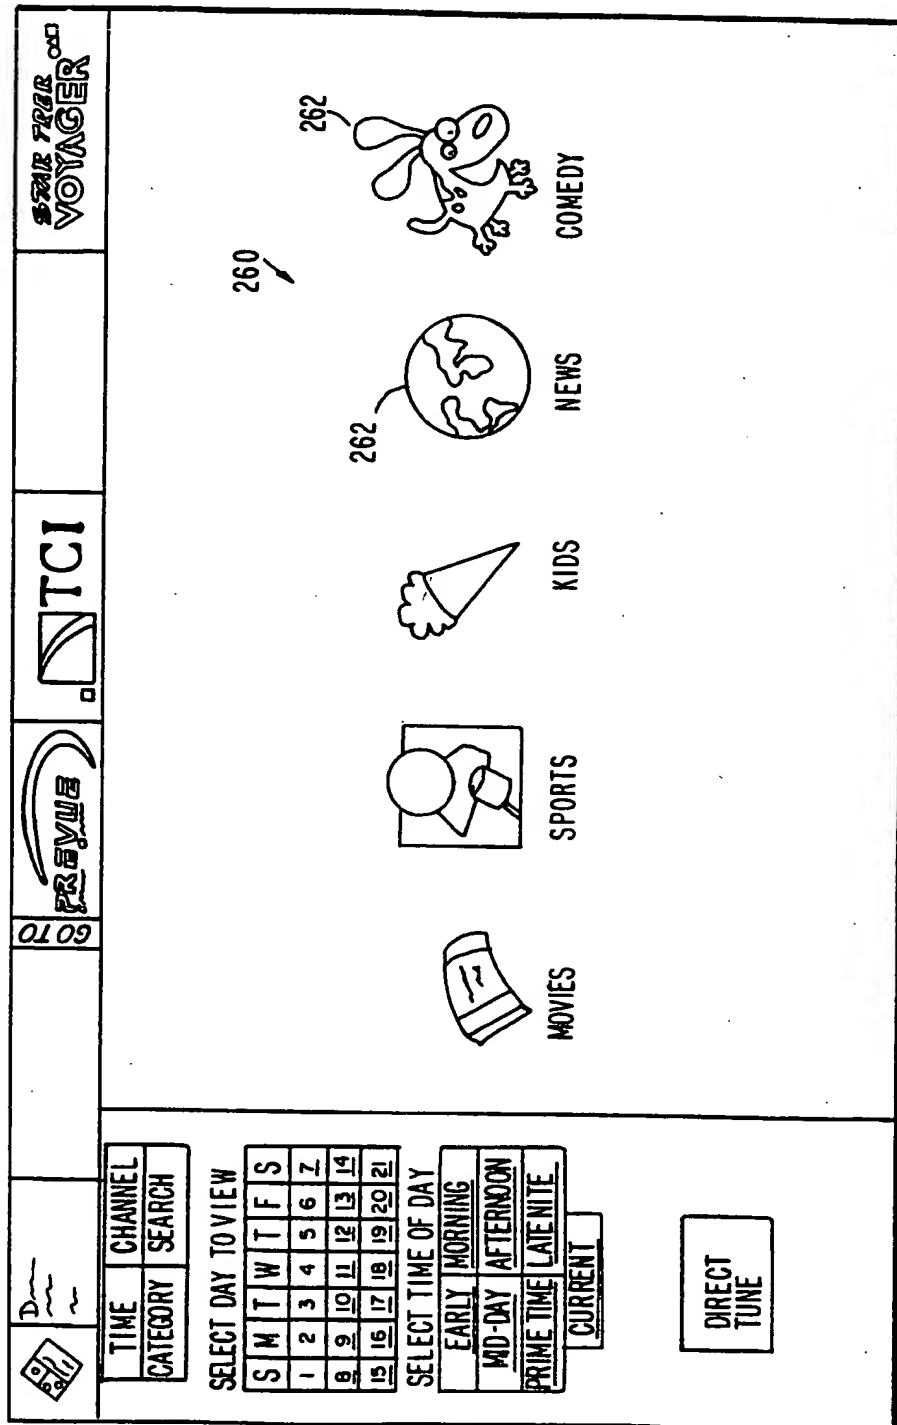 GO TO
PREVUE
TCI
STAR TREK
VOYAGER
TIME CHANNEL
CATEGORY SEARCH
SELECT DAY TO VIEW
S M T W T F S
1 2 3 4 5 6 7
8 9 10 11 12 13 14
15 16 17 18 19 20 21
SELECT TIME OF DAY
EARLY MORNING
MID-DAY AFTERNOON
PRIME TIME LATE NITE
CURRENT
DIRECT
TUNE
260
262
262
MOVIES
SPORTS
KIDS
NEWS
COMEDY